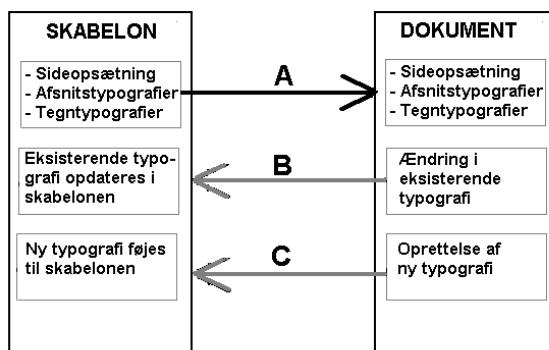 SKABELON
- Sideopsætning
- Afsnitstypografier
- Tegntypografier
Eksisterende typo-
grafi opdateres i
skabelonen
Ny typografi føjes
til skabelonen
A
B
C
DOKUMENT
- Sideopsætning
- Afsnitstypografier
- Tegntypografier
Ændring i
eksisterende
typografi
Oprettelse af
ny typografi